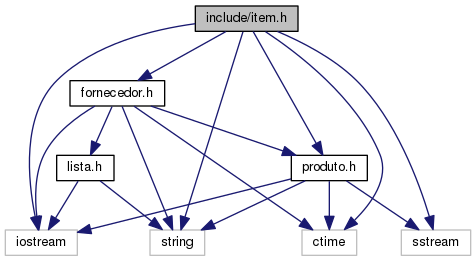 include/item.h
fornecedor.h
lista.h
produto.h
iostream
string
ctime
sstream